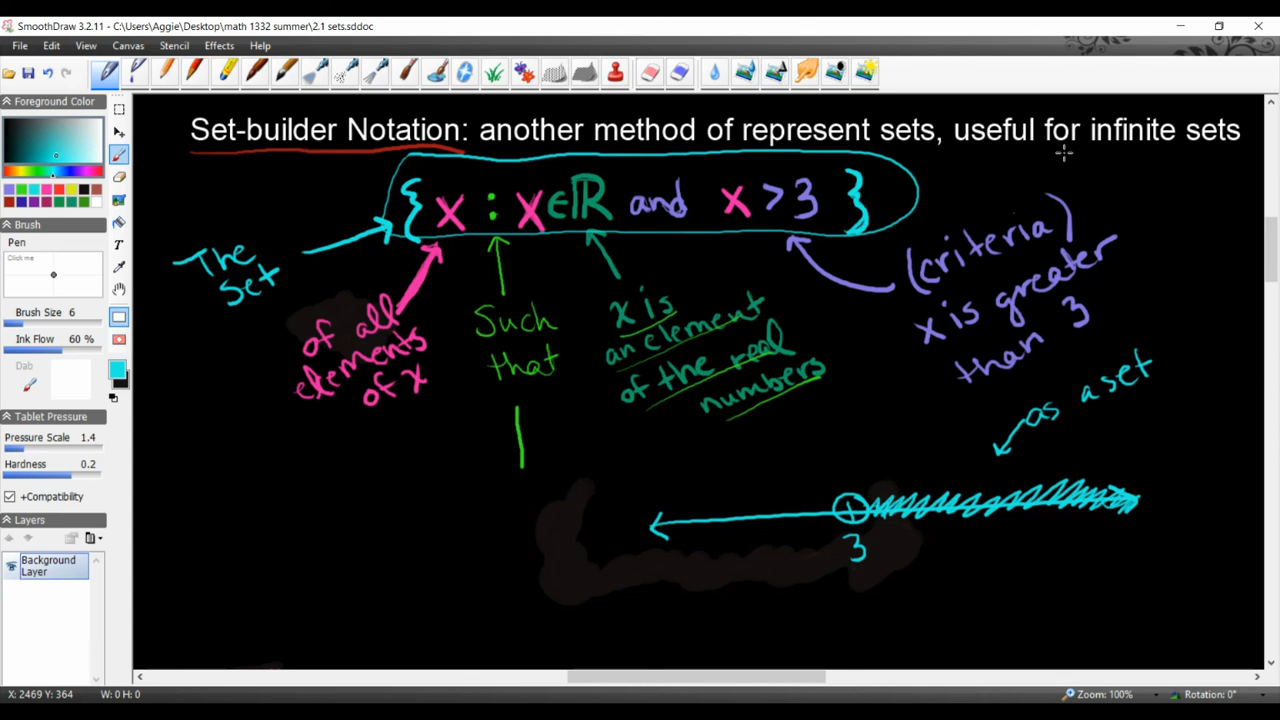 SmoothDraw 3.2.11 - C:\Users\Aggie\Desktop\math 1332 summer\2.1 sets.sddoc
File Edit View Canvas Stencil Effects Help
Foreground Color
Brush
Pen
Click me
Brush Size 6
Ink Flow 60 %
Dab
Tablet Pressure
Pressure Scale 1.4
Hardness 0.2
+Compatibility
Layers
Background
Layer
X: 2469 Y: 364 W: 0 H: 0
Zoom: 100% Rotation: 0°
Set-builder Notation: another method of represent sets, useful for infinite sets
{ x : x ∈ ℝ and x > 3 }
The
Set
of all
elements
of x
Such
that
|
x is
an element
of the real
numbers
(criteria)
x is greater
than 3
as a set
3